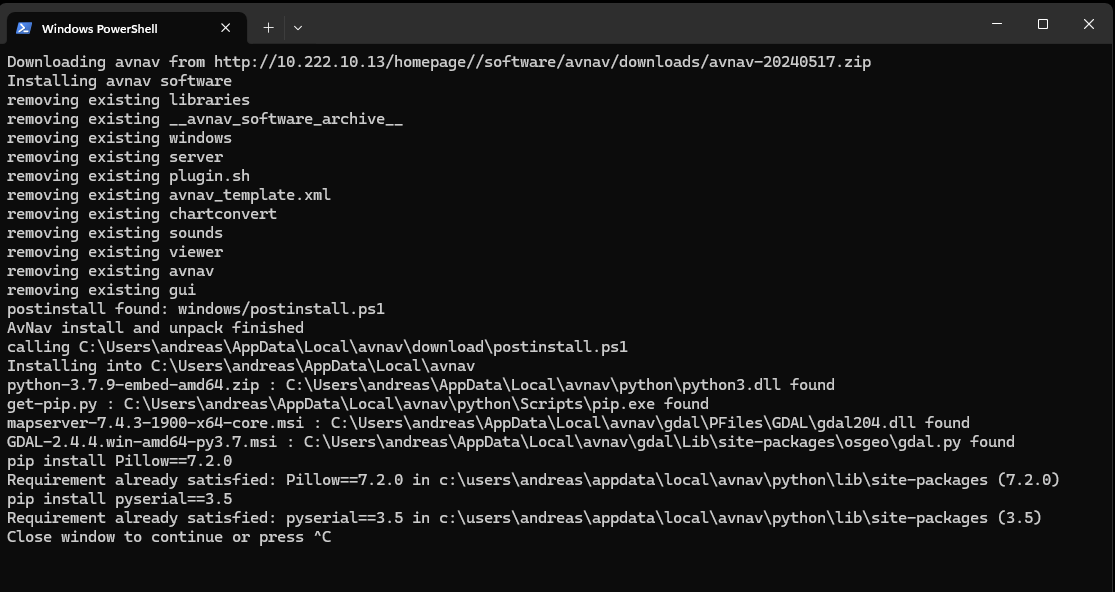 Windows PowerShell
Downloading avnav from http://10.222.10.13/homepage//software/avnav/downloads/avnav-20240517.zip
Installing avnav software
removing existing libraries
removing existing __avnav_software_archive__
removing existing windows
removing existing server
removing existing plugin.sh
removing existing avnav_template.xml
removing existing chartconvert
removing existing sounds
removing existing viewer
removing existing avnav
removing existing gui
postinstall found: windows/postinstall.ps1
AvNav install and unpack finished
calling C:\Users\andreas\AppData\Local\avnav\download\postinstall.ps1
Installing into C:\Users\andreas\AppData\Local\avnav
python-3.7.9-embed-amd64.zip : C:\Users\andreas\AppData\Local\avnav\python\python3.dll found
get-pip.py : C:\Users\andreas\AppData\Local\avnav\python\Scripts\pip.exe found
mapserver-7.4.3-1900-x64-core.msi : C:\Users\andreas\AppData\Local\avnav\gdal\PFiles\GDAL\gdal204.dll found
GDAL-2.4.4.win-amd64-py3.7.msi : C:\Users\andreas\AppData\Local\avnav\gdal\Lib\site-packages\osgeo\gdal.py found
pip install Pillow==7.2.0
Requirement already satisfied: Pillow==7.2.0 in c:\users\andreas\appdata\local\avnav\python\lib\site-packages (7.2.0)
pip install pyserial==3.5
Requirement already satisfied: pyserial==3.5 in c:\users\andreas\appdata\local\avnav\python\lib\site-packages (3.5)
Close window to continue or press ^C